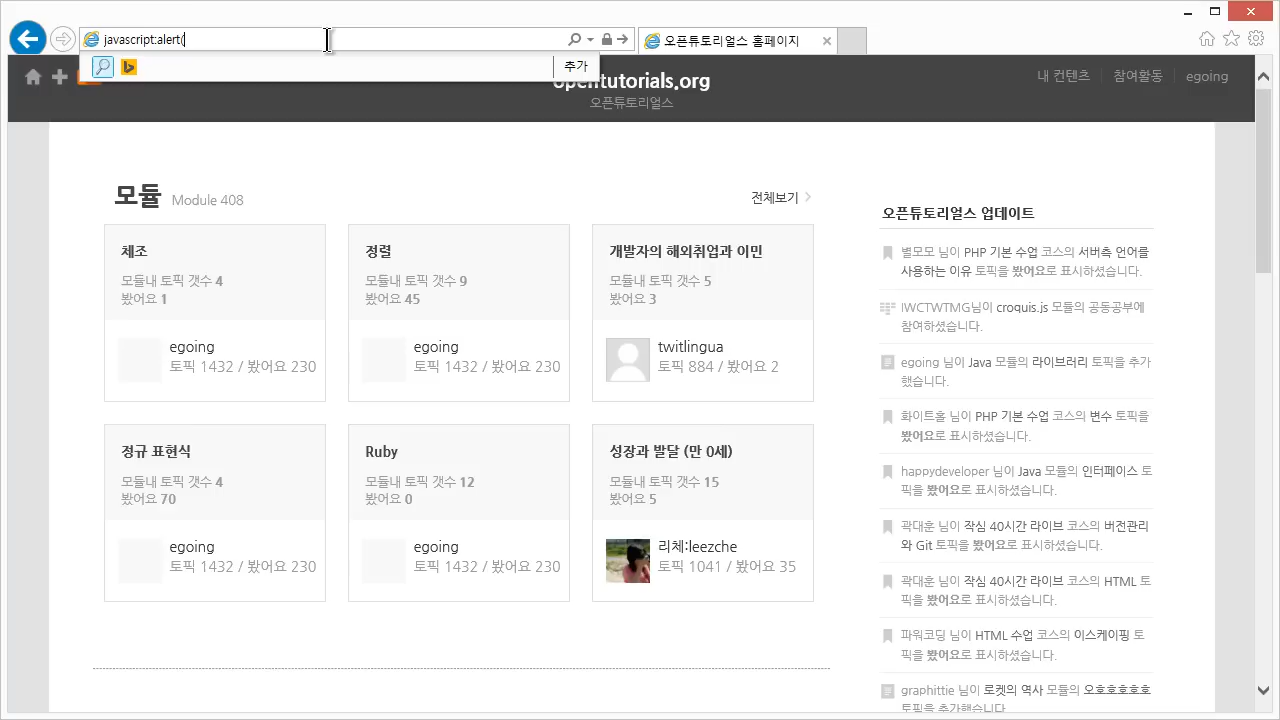 javascript:alert(
오픈튜토리얼스 홈페이지
추가
opentutorials.org
오픈튜토리얼스
내 컨텐츠
참여활동
egoing
모듈 Module 408
전체보기
체조
모듈내 토픽 갯수 4
봤어요 1
egoing
토픽 1432 / 봤어요 230
정렬
모듈내 토픽 갯수 9
봤어요 45
egoing
토픽 1432 / 봤어요 230
개발자의 해외취업과 이민
모듈내 토픽 갯수 5
봤어요 3
twitlingua
토픽 884 / 봤어요 2
정규 표현식
모듈내 토픽 갯수 4
봤어요 70
egoing
토픽 1432 / 봤어요 230
Ruby
모듈내 토픽 갯수 12
봤어요 0
egoing
토픽 1432 / 봤어요 230
성장과 발달 (만 0세)
모듈내 토픽 갯수 15
봤어요 5
리체:leezche
토픽 1041 / 봤어요 35
오픈튜토리얼스 업데이트
별모모 님이 PHP 기본 수업 코스의 서버측 언어를
사용하는 이유 토픽을 봤어요로 표시하셨습니다.
IWCTWTMG님이 croquis.js 모듈의 공동공부에
참여하셨습니다.
egoing 님이 Java 모듈의 라이브러리 토픽을 추가
했습니다.
화이트홀 님이 PHP 기본 수업 코스의 변수 토픽을
봤어요로 표시하셨습니다.
happydeveloper 님이 Java 모듈의 인터페이스 토
픽을 봤어요로 표시하셨습니다.
곽대훈 님이 작심 40시간 라이브 코스의 버전관리
와 Git 토픽을 봤어요로 표시하셨습니다.
곽대훈 님이 작심 40시간 라이브 코스의 HTML 토
픽을 봤어요로 표시하셨습니다.
파워코딩 님이 HTML 수업 코스의 이스케이핑 토
픽을 봤어요로 표시하셨습니다.
graphittie 님이 로켓의 역사 모듈의 오호호호호호
토픽을 추가했습니다.